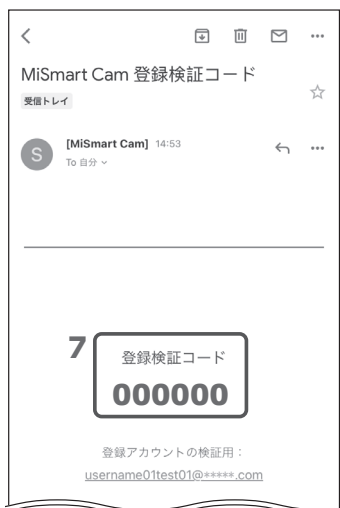 MiSmart Cam 登録検証コード
受信トレイ
S
[MiSmart Cam] 14:53
To 自分
7
登録検証コード
000000
登録アカウントの検証用：
username01test01@*****.com